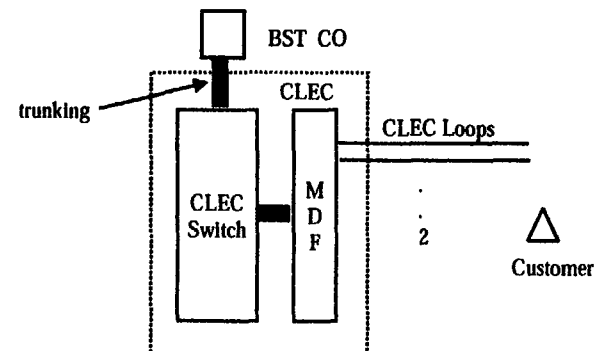 BST CO
trunking
CLEC
CLEC Loops
CLEC
Switch
M
D
F
.
.
2
Customer